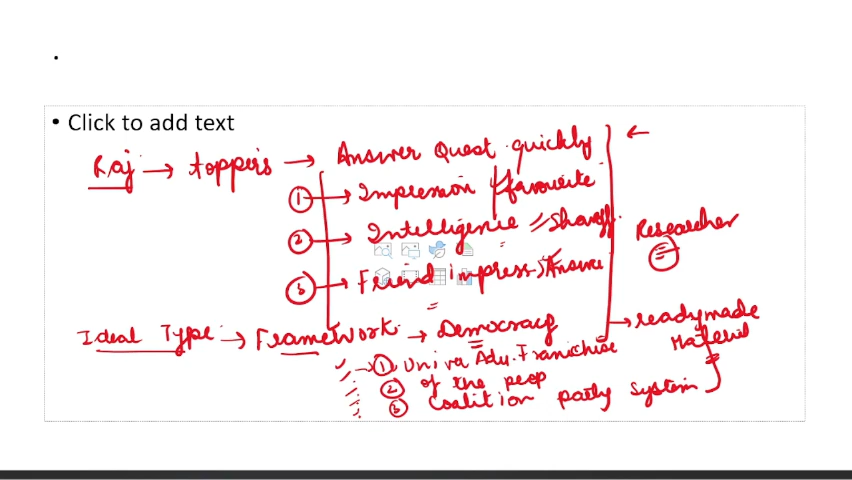 .
• Click to add text
Raj → toppers → Answer Quest. quickly ←
① → Impression / favourite
② → Intelligence // Sharp
Researcher
③ → Friend impress → Answer
Ideal Type → Framework → Democracy → readymade Material
① Univ Adu. Franichise
② of the peop
③ Coalition party system